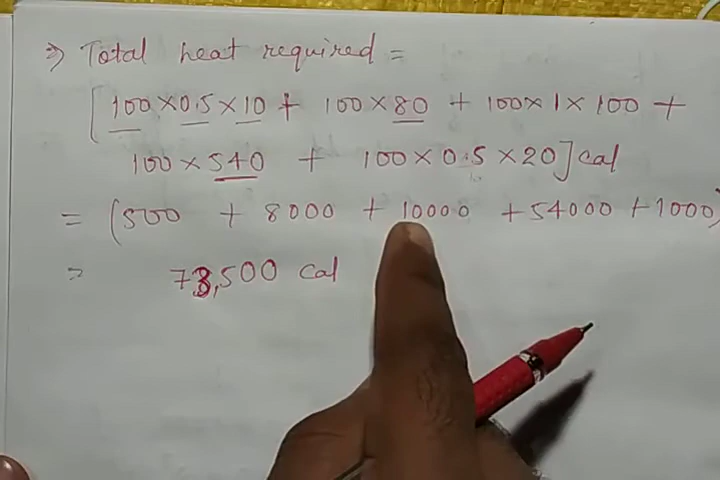 ⇒ Total heat required =
[100×0.5×10 + 100×80 + 100×1×100 +
100×540 + 100×0.5×20] cal
= (500 + 8000 + 10000 + 54000 + 1000)
= 73,500 cal